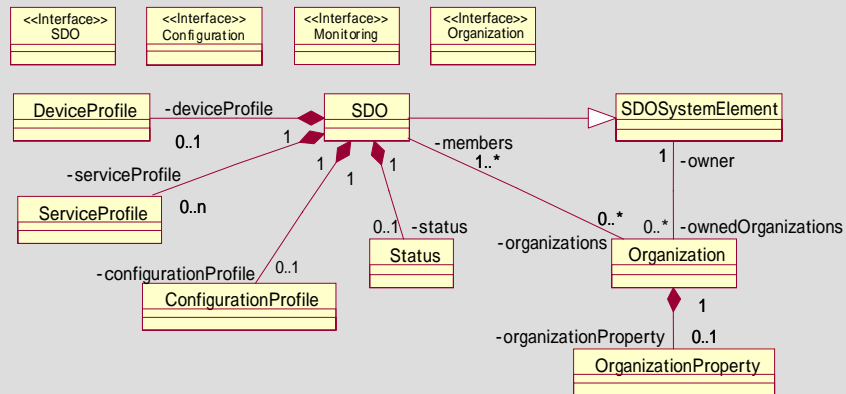 <<Interface>>
SDO
<<Interface>>
Configuration
<<Interface>>
Monitoring
<<Interface>>
Organization
DeviceProfile
-deviceProfile
0..1
SDO
SDOSystemElement
1
-serviceProfile
0..n
ServiceProfile
1
1
1
-members
1..*
1
-owner
-configurationProfile
0..1
ConfigurationProfile
0..1
-status
Status
0..*
-organizations
0..*
-ownedOrganizations
Organization
1
-organizationProperty
0..1
OrganizationProperty